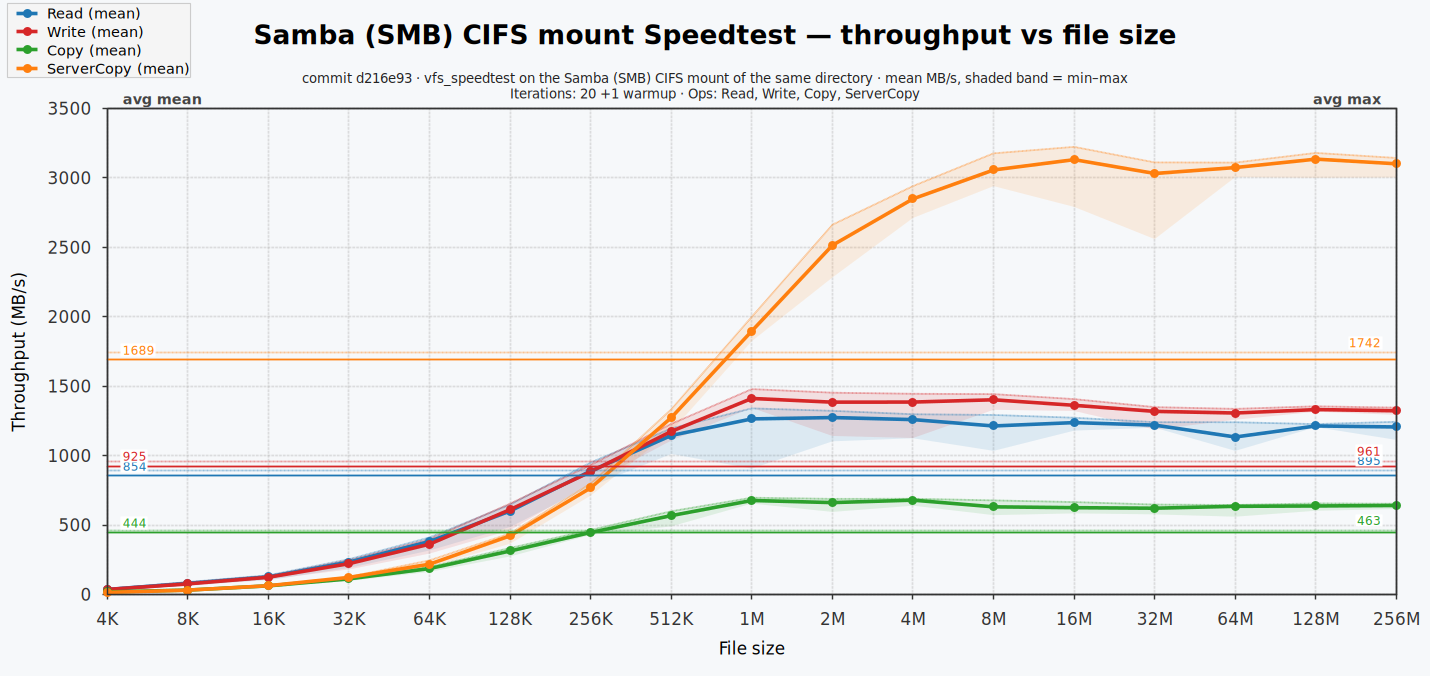 Read (mean)
Write (mean)
Copy (mean)
ServerCopy (mean)
Samba (SMB) CIFS mount Speedtest — throughput vs file size
commit d216e93 · vfs_speedtest on the Samba (SMB) CIFS mount of the same directory · mean MB/s, shaded band = min–max
Iterations: 20 +1 warmup · Ops: Read, Write, Copy, ServerCopy
avg mean
avg max
3500
3000
2500
2000
1500
1000
500
0
Throughput (MB/s)
1689
1742
925
961
854
895
444
463
4K 8K 16K 32K 64K 128K 256K 512K 1M 2M 4M 8M 16M 32M 64M 128M 256M
File size